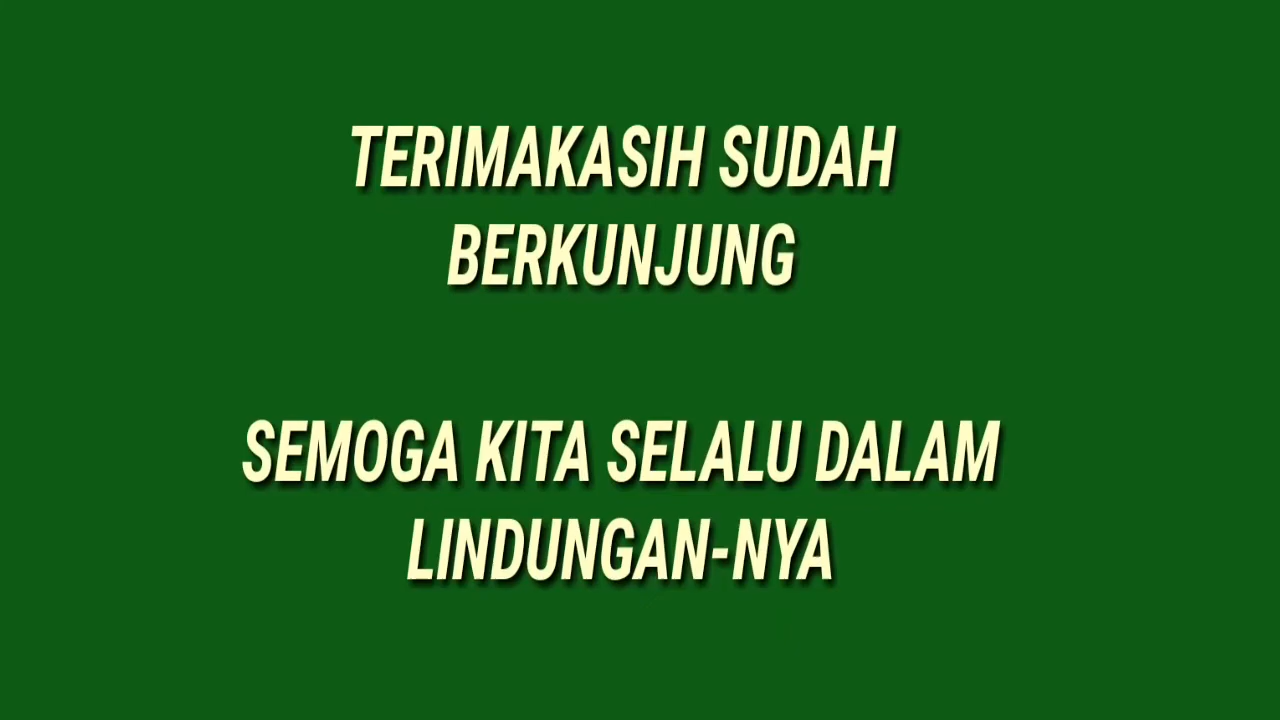 TERIMAKASIH SUDAH
BERKUNJUNG
SEMOGA KITA SELALU DALAM
LINDUNGAN-NYA